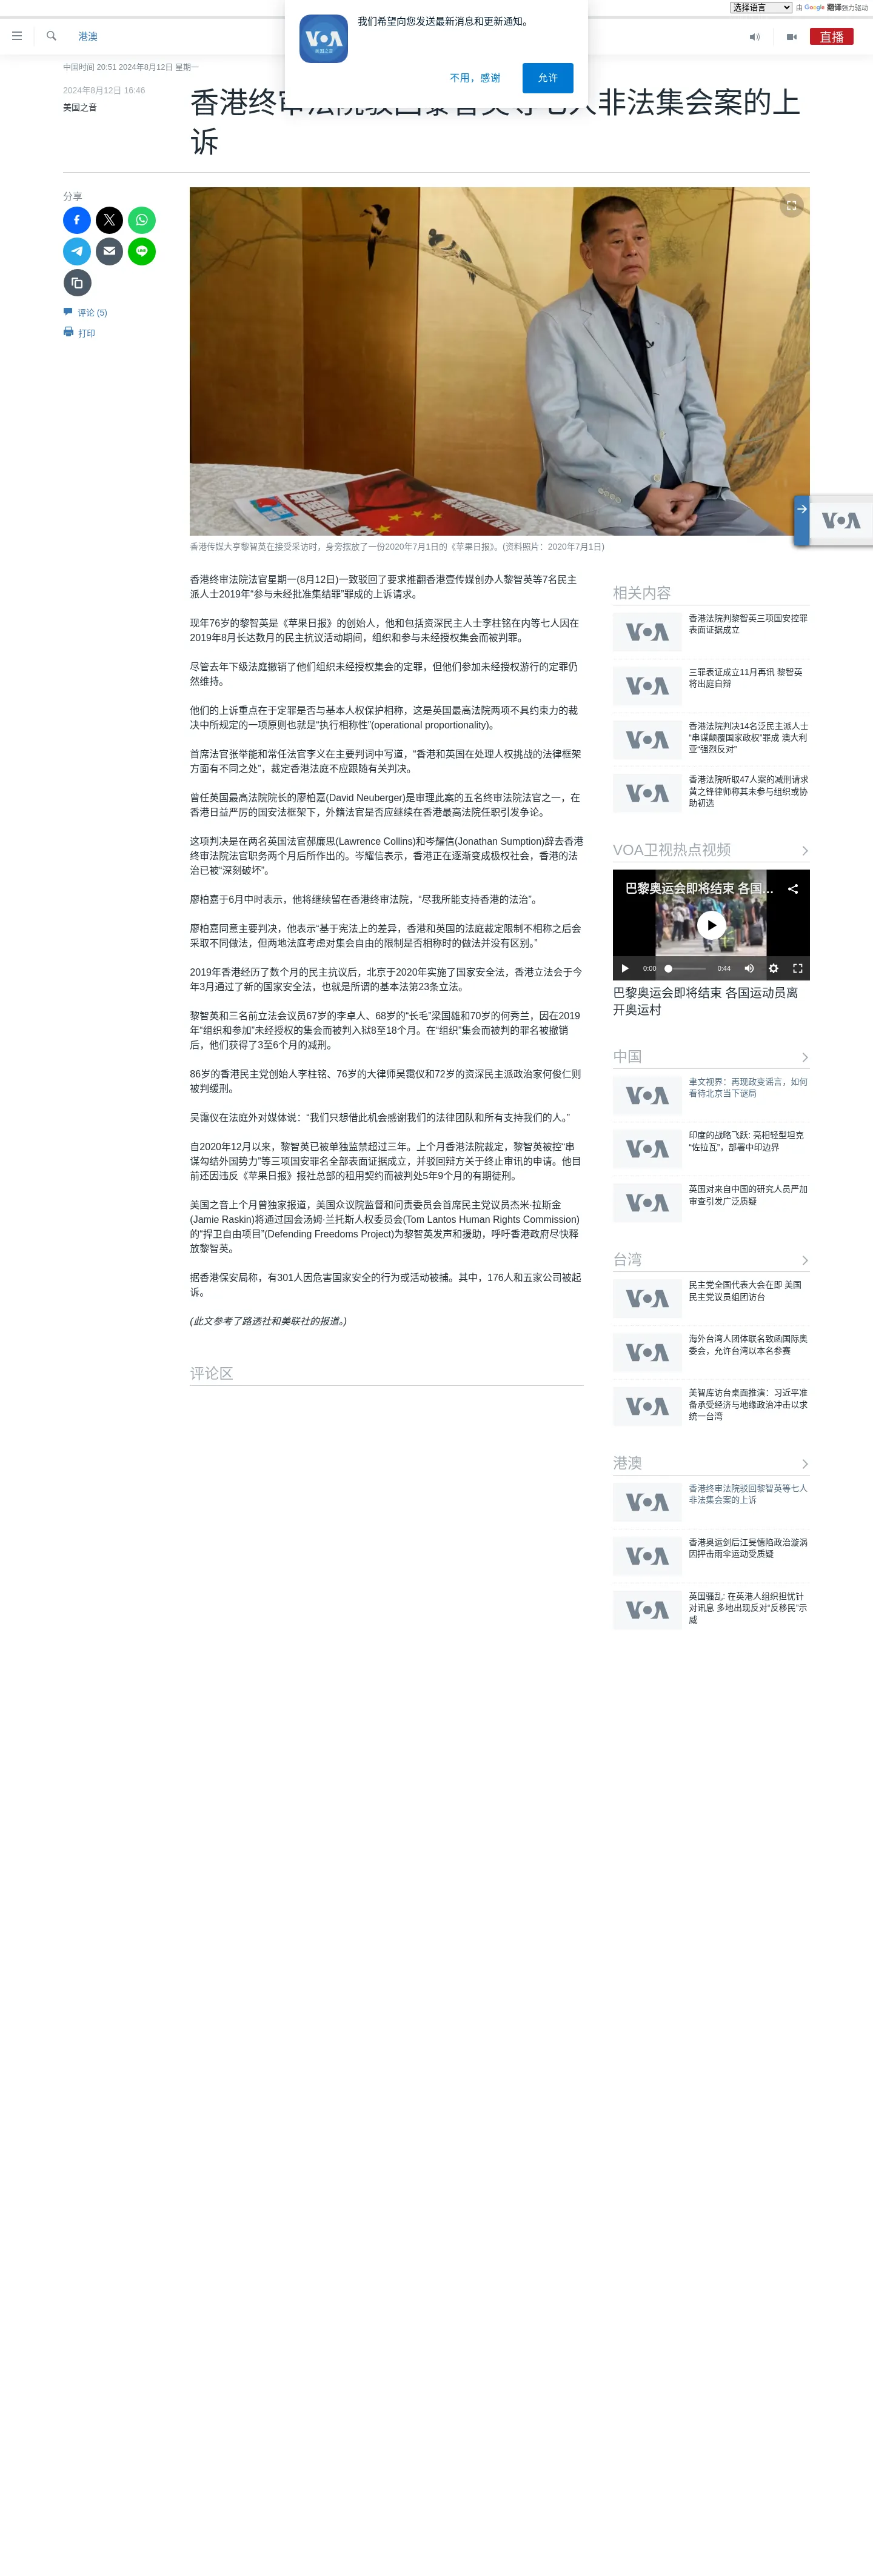 选择语言 由 Google 翻译强力驱动
我们希望向您发送最新消息和更新通知。
不用，感谢
允许
港澳
直播
中国时间 20:51 2024年8月12日 星期一
2024年8月12日 16:46
美国之音
香港终审法院驳回黎智英等七人非法集会案的上
诉
分享
评论 (5)
打印
香港传媒大亨黎智英在接受采访时，身旁摆放了一份2020年7月1日的《苹果日报》。(资料照片：2020年7月1日)
香港终审法院法官星期一(8月12日)一致驳回了要求推翻香港壹传媒创办人黎智英等7名民主
派人士2019年“参与未经批准集结罪”罪成的上诉请求。
现年76岁的黎智英是《苹果日报》的创始人，他和包括资深民主人士李柱铭在内等七人因在
2019年8月长达数月的民主抗议活动期间，组织和参与未经授权集会而被判罪。
尽管去年下级法庭撤销了他们组织未经授权集会的定罪，但他们参加未经授权游行的定罪仍
然维持。
他们的上诉重点在于定罪是否与基本人权保护相称，这是英国最高法院两项不具约束力的裁
决中所规定的一项原则也就是“执行相称性”(operational proportionality)。
首席法官张举能和常任法官李义在主要判词中写道，“香港和英国在处理人权挑战的法律框架
方面有不同之处”，裁定香港法庭不应跟随有关判决。
曾任英国最高法院院长的廖柏嘉(David Neuberger)是审理此案的五名终审法院法官之一，在
香港日益严厉的国安法框架下，外籍法官是否应继续在香港最高法院任职引发争论。
这项判决是在两名英国法官郝廉思(Lawrence Collins)和岑耀信(Jonathan Sumption)辞去香港
终审法院法官职务两个月后所作出的。岑耀信表示，香港正在逐渐变成极权社会，香港的法
治已被“深刻破坏”。
廖柏嘉于6月中时表示，他将继续留在香港终审法院，“尽我所能支持香港的法治”。
廖柏嘉同意主要判决，他表示“基于宪法上的差异，香港和英国的法庭裁定限制不相称之后会
采取不同做法，但两地法庭考虑对集会自由的限制是否相称时的做法并没有区别。”
2019年香港经历了数个月的民主抗议后，北京于2020年实施了国家安全法，香港立法会于今
年3月通过了新的国家安全法，也就是所谓的基本法第23条立法。
黎智英和三名前立法会议员67岁的李卓人、68岁的“长毛”梁国雄和70岁的何秀兰，因在2019
年“组织和参加”未经授权的集会而被判入狱8至18个月。在“组织”集会而被判的罪名被撤销
后，他们获得了3至6个月的减刑。
86岁的香港民主党创始人李柱铭、76岁的大律师吴霭仪和72岁的资深民主派政治家何俊仁则
被判缓刑。
吴霭仪在法庭外对媒体说：“我们只想借此机会感谢我们的法律团队和所有支持我们的人。”
自2020年12月以来，黎智英已被单独监禁超过三年。上个月香港法院裁定，黎智英被控“串
谋勾结外国势力”等三项国安罪名全部表面证据成立，并驳回辩方关于终止审讯的申请。他目
前还因违反《苹果日报》报社总部的租用契约而被判处5年9个月的有期徒刑。
美国之音上个月曾独家报道，美国众议院监督和问责委员会首席民主党议员杰米·拉斯金
(Jamie Raskin)将通过国会汤姆·兰托斯人权委员会(Tom Lantos Human Rights Commission)
的“捍卫自由项目”(Defending Freedoms Project)为黎智英发声和援助，呼吁香港政府尽快释
放黎智英。
据香港保安局称，有301人因危害国家安全的行为或活动被捕。其中，176人和五家公司被起
诉。
(此文参考了路透社和美联社的报道。)
评论区
相关内容
香港法院判黎智英三项国安控罪
表面证据成立
三罪表证成立11月再讯 黎智英
将出庭自辩
香港法院判决14名泛民主派人士
“串谋颠覆国家政权”罪成 澳大利
亚“强烈反对”
香港法院听取47人案的减刑请求
黄之锋律师称其未参与组织或协
助初选
VOA卫视热点视频
巴黎奥运会即将结束 各国…
0:00
0:44
巴黎奥运会即将结束 各国运动员离
开奥运村
中国
聿文视界：再现政变谣言，如何
看待北京当下谜局
印度的战略飞跃: 亮相轻型坦克
“佐拉瓦”，部署中印边界
英国对来自中国的研究人员严加
审查引发广泛质疑
台湾
民主党全国代表大会在即 美国
民主党议员组团访台
海外台湾人团体联名致函国际奥
委会，允许台湾以本名参赛
美智库访台桌面推演：习近平准
备承受经济与地缘政治冲击以求
统一台湾
港澳
香港终审法院驳回黎智英等七人
非法集会案的上诉
香港奥运剑后江旻憓陷政治漩涡
因抨击雨伞运动受质疑
英国骚乱: 在英港人组织担忧针
对讯息 多地出现反对“反移民”示
威